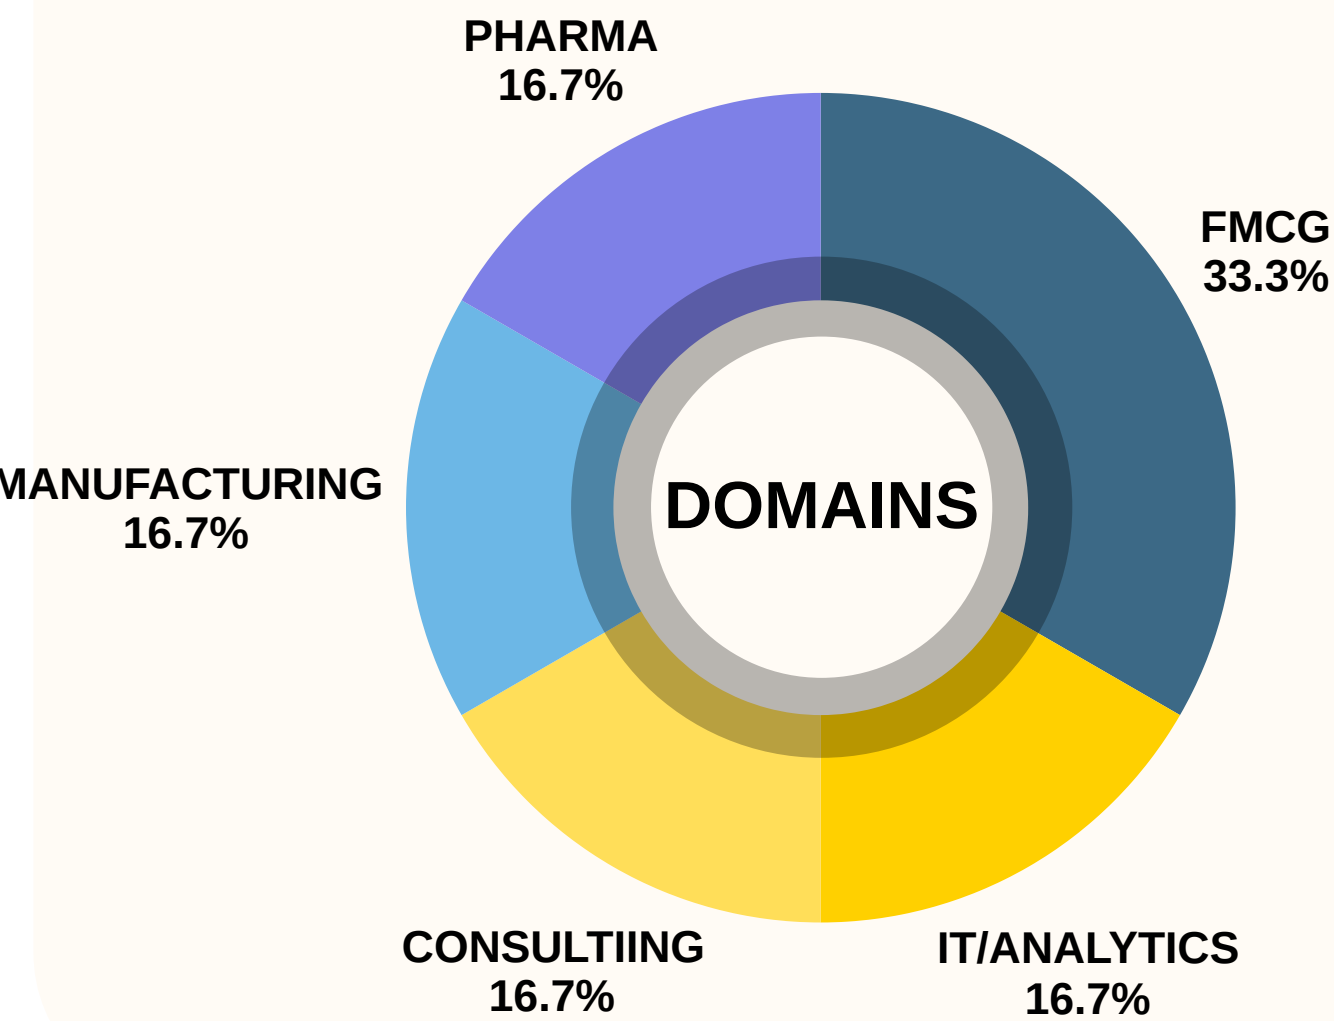 PHARMA
16.7%
FMCG
33.3%
MANUFACTURING
16.7%
DOMAINS
CONSULTIING
16.7%
IT/ANALYTICS
16.7%